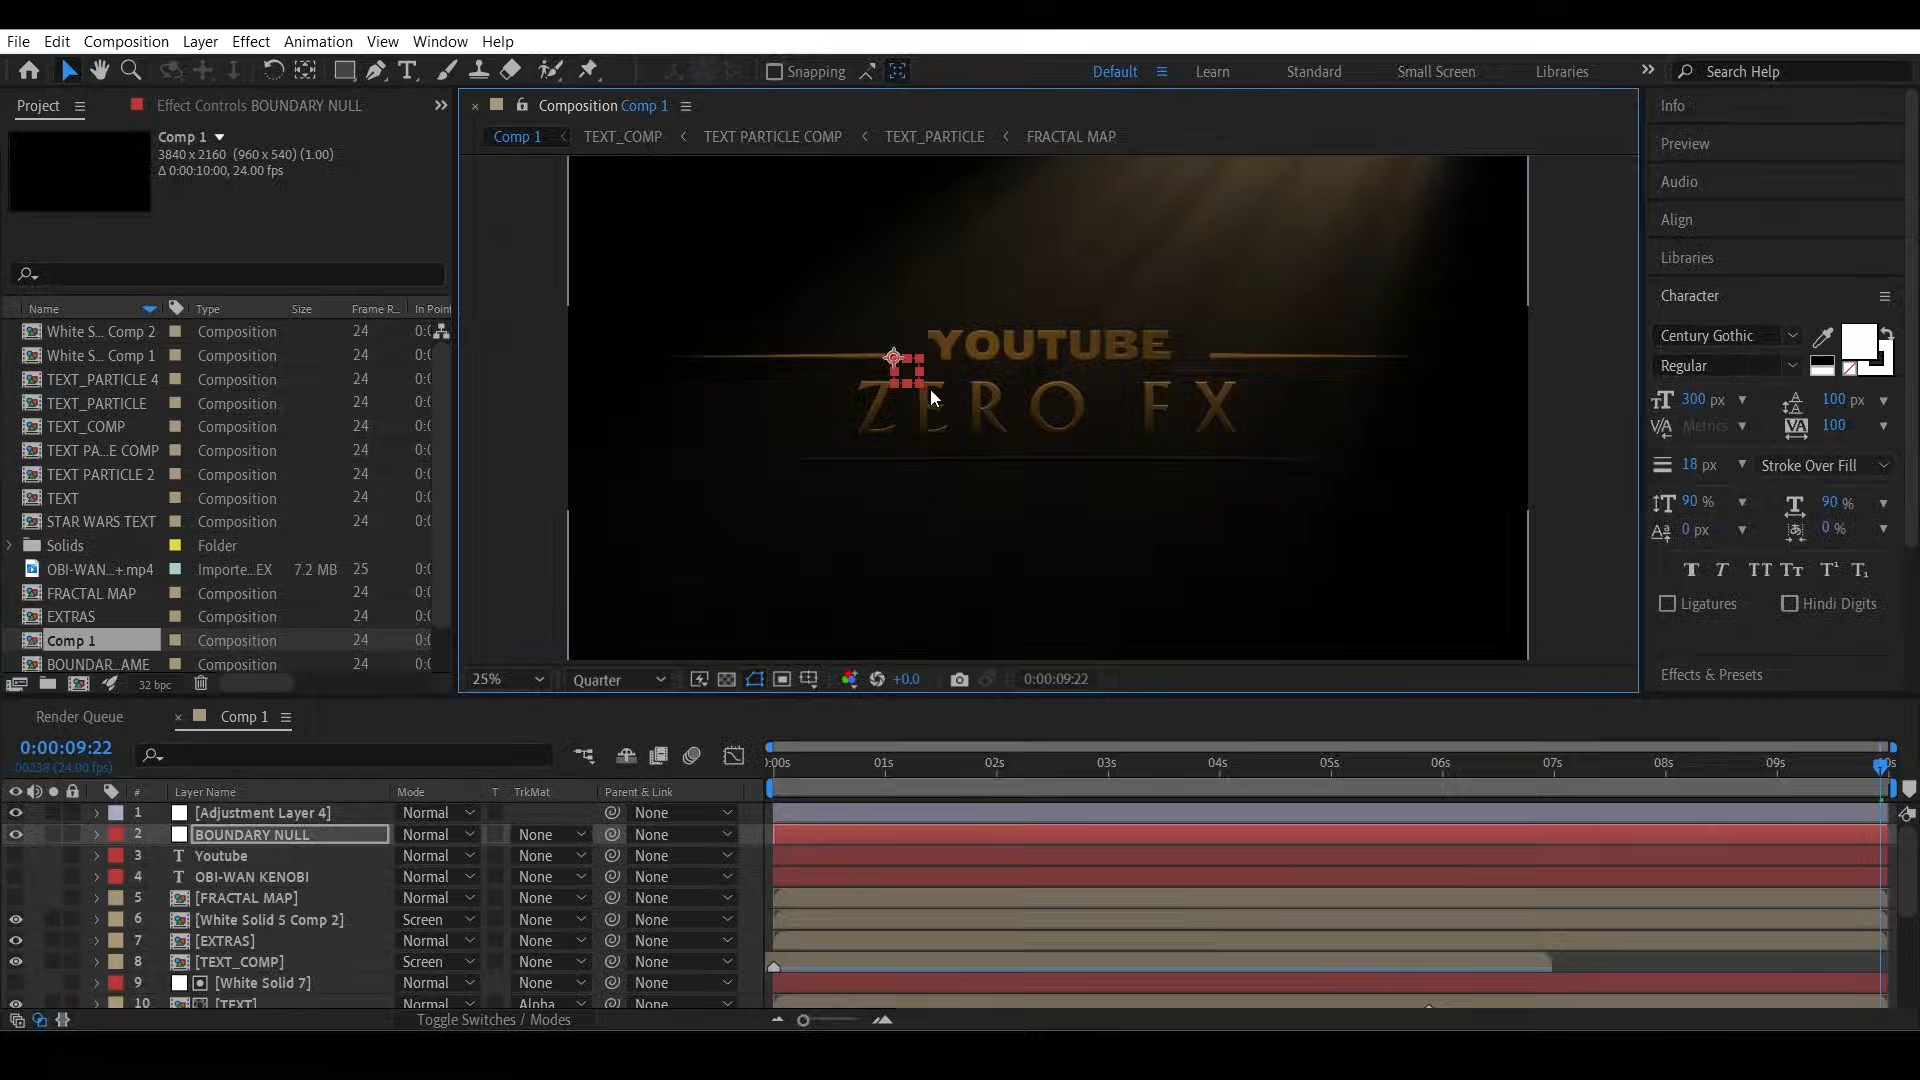 File Edit Composition Layer Effect Animation View Window Help
Snapping Default Learn Standard Small Screen Libraries Search Help
Project Effect Controls BOUNDARY NULL
Comp 1
3840 x 2160 (960 x 540) (1.00)
Δ 0:00:10:00, 24.00 fps
Name Type Size Frame R... In Point
White S... Comp 2 Composition 24
White S... Comp 1 Composition 24
TEXT_PARTICLE 4 Composition 24
TEXT_PARTICLE Composition 24
TEXT_COMP Composition 24
TEXT PA...E COMP Composition 24
TEXT PARTICLE 2 Composition 24
TEXT Composition 24
STAR WARS TEXT Composition 24
Solids Folder
OBI-WAN...+.mp4 Importe...EX 7.2 MB 25
FRACTAL MAP Composition 24
EXTRAS Composition 24
Comp 1 Composition 24
BOUNDAR...AME Composition 24
32 bpc
Composition Comp 1
Comp 1 TEXT_COMP TEXT PARTICLE COMP TEXT_PARTICLE FRACTAL MAP
YOUTUBE
ZERO FX
25% Quarter +0.0 0:00:09:22
Info
Preview
Audio
Align
Libraries
Character
Century Gothic
Regular
300 px 100 px
Metrics 100
18 px Stroke Over Fill
90 % 90 %
0 px 0 %
Ligatures Hindi Digits
Effects & Presets
Render Queue Comp 1
0:00:09:22
00238 (24.00 fps)
# Layer Name Mode T TrkMat Parent & Link
):00s 01s 02s 03s 04s 05s 06s 07s 08s 09s
1 [Adjustment Layer 4] Normal None
2 BOUNDARY NULL Normal None None
3 Youtube Normal None None
4 OBI-WAN KENOBI Normal None None
5 [FRACTAL MAP] Normal None None
6 [White Solid 5 Comp 2] Screen None None
7 [EXTRAS] Normal None None
8 [TEXT_COMP] Screen None None
9 [White Solid 7] Normal None None
10 [TEXT] Normal Alpha None
Toggle Switches / Modes